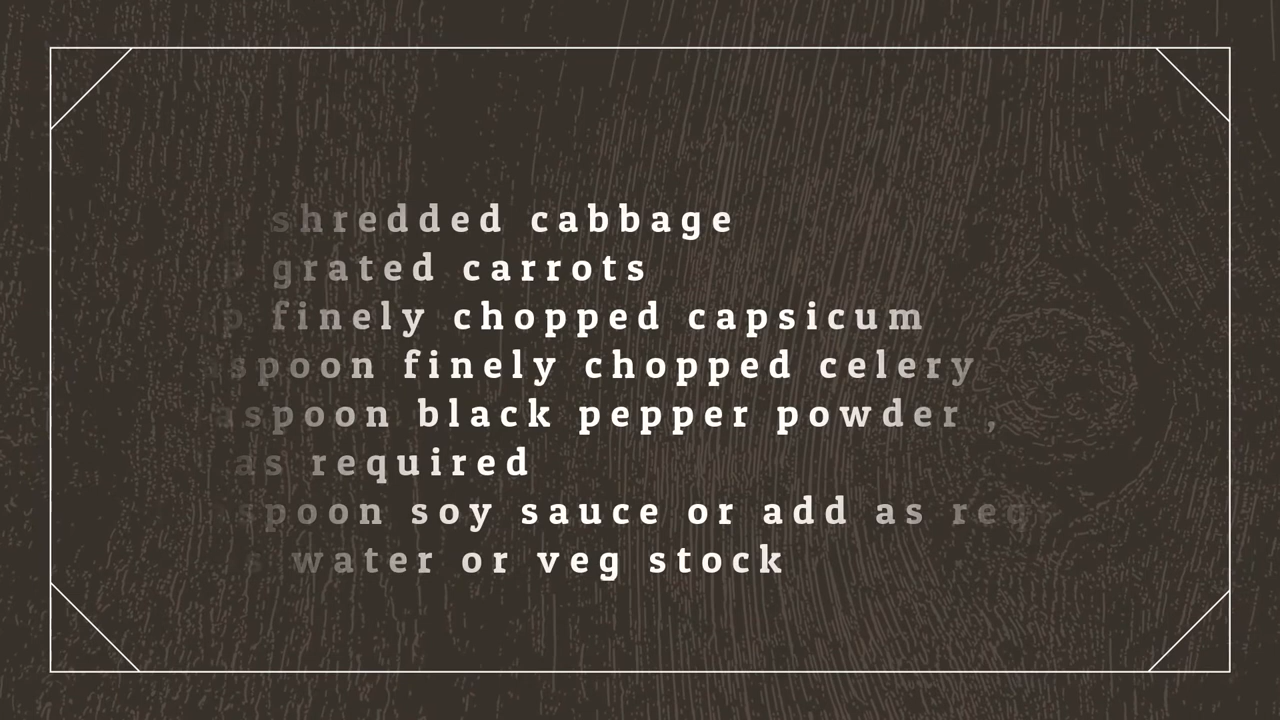 shredded cabbage
grated carrots
finely chopped capsicum
spoon finely chopped celery
spoon black pepper powder ,
as required
spoon soy sauce or add as req
water or veg stock